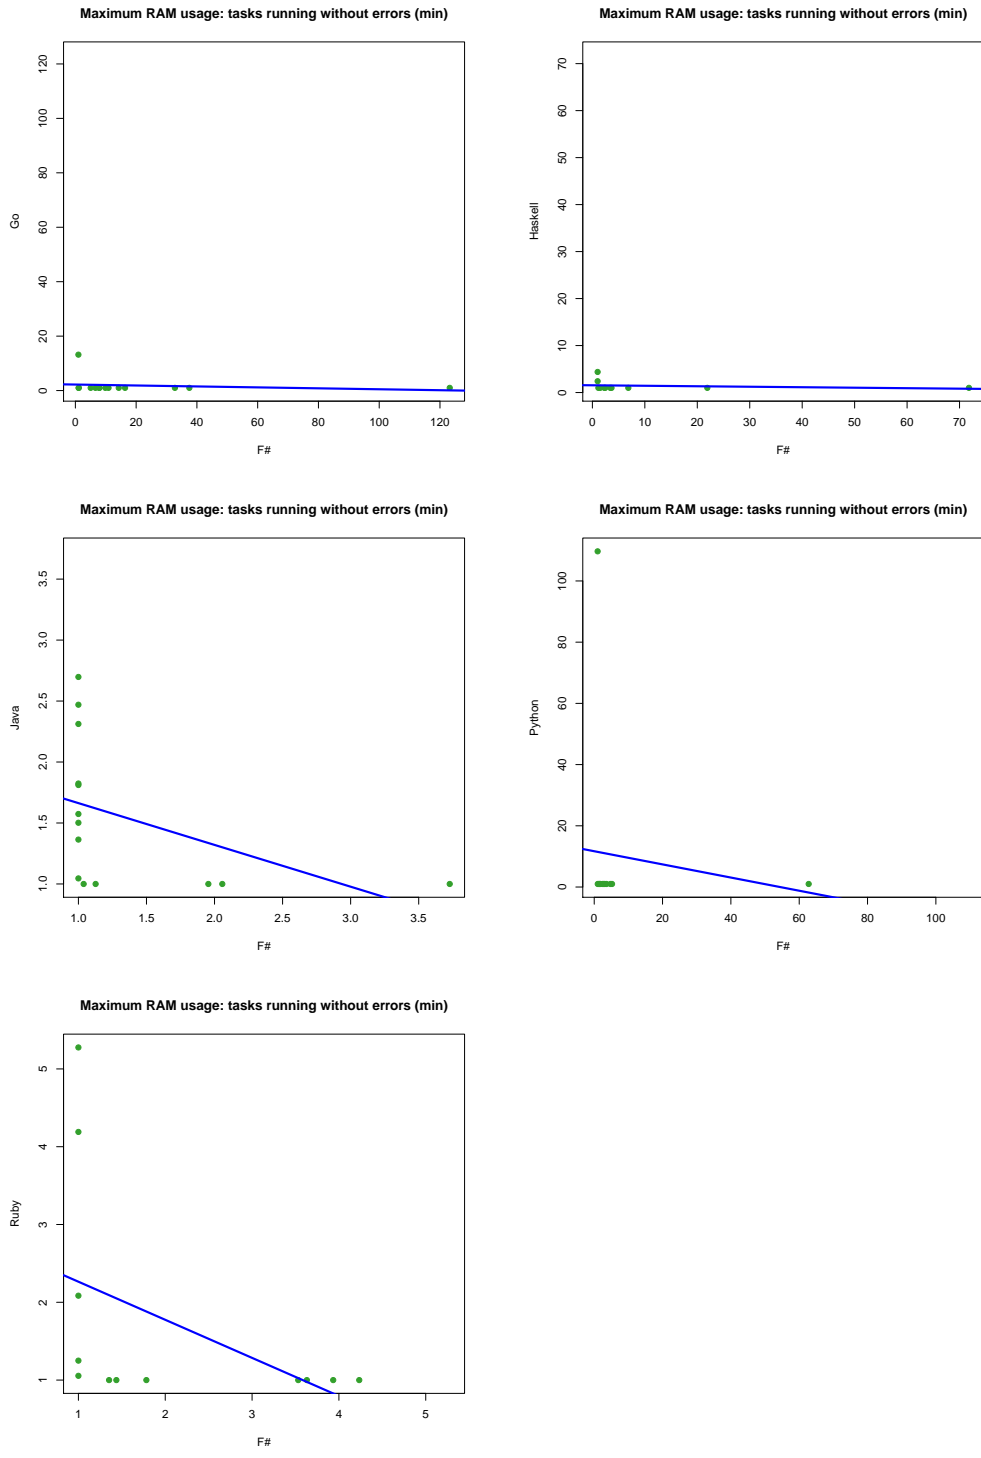 Maximum RAM usage: tasks running without errors (min)
120
100
80
60
40
20
0
Go
0 20 40 60 80 100 120
F#
Maximum RAM usage: tasks running without errors (min)
70
60
50
40
30
20
10
0
Haskell
0 10 20 30 40 50 60 70
F#
Maximum RAM usage: tasks running without errors (min)
3.5
3.0
2.5
2.0
1.5
1.0
Java
1.0 1.5 2.0 2.5 3.0 3.5
F#
Maximum RAM usage: tasks running without errors (min)
100
80
60
40
20
0
Python
0 20 40 60 80 100
F#
Maximum RAM usage: tasks running without errors (min)
5
4
3
2
1
Ruby
1 2 3 4 5
F#